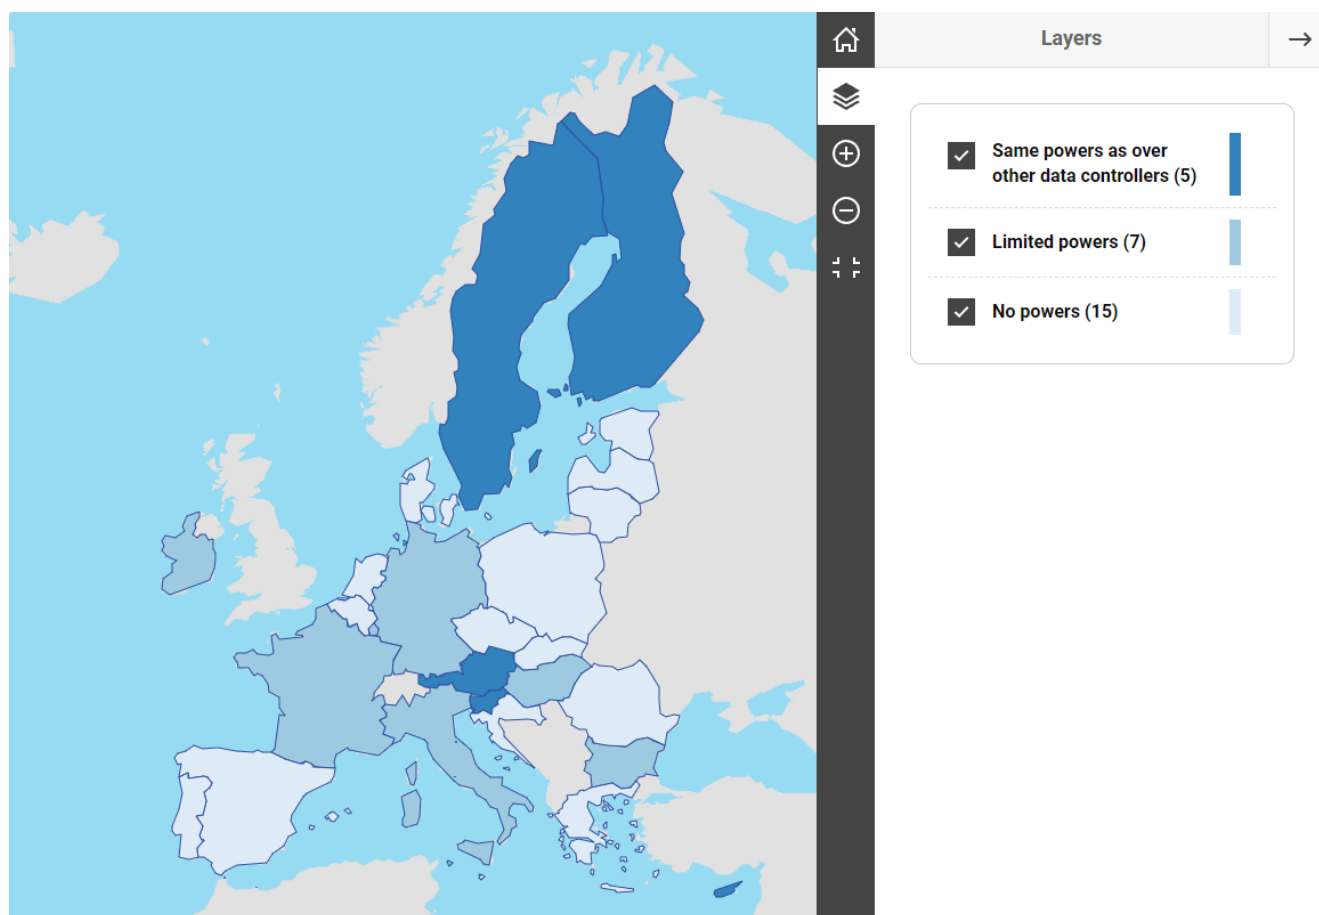 Layers
Same powers as over
other data controllers (5)
Limited powers (7)
No powers (15)